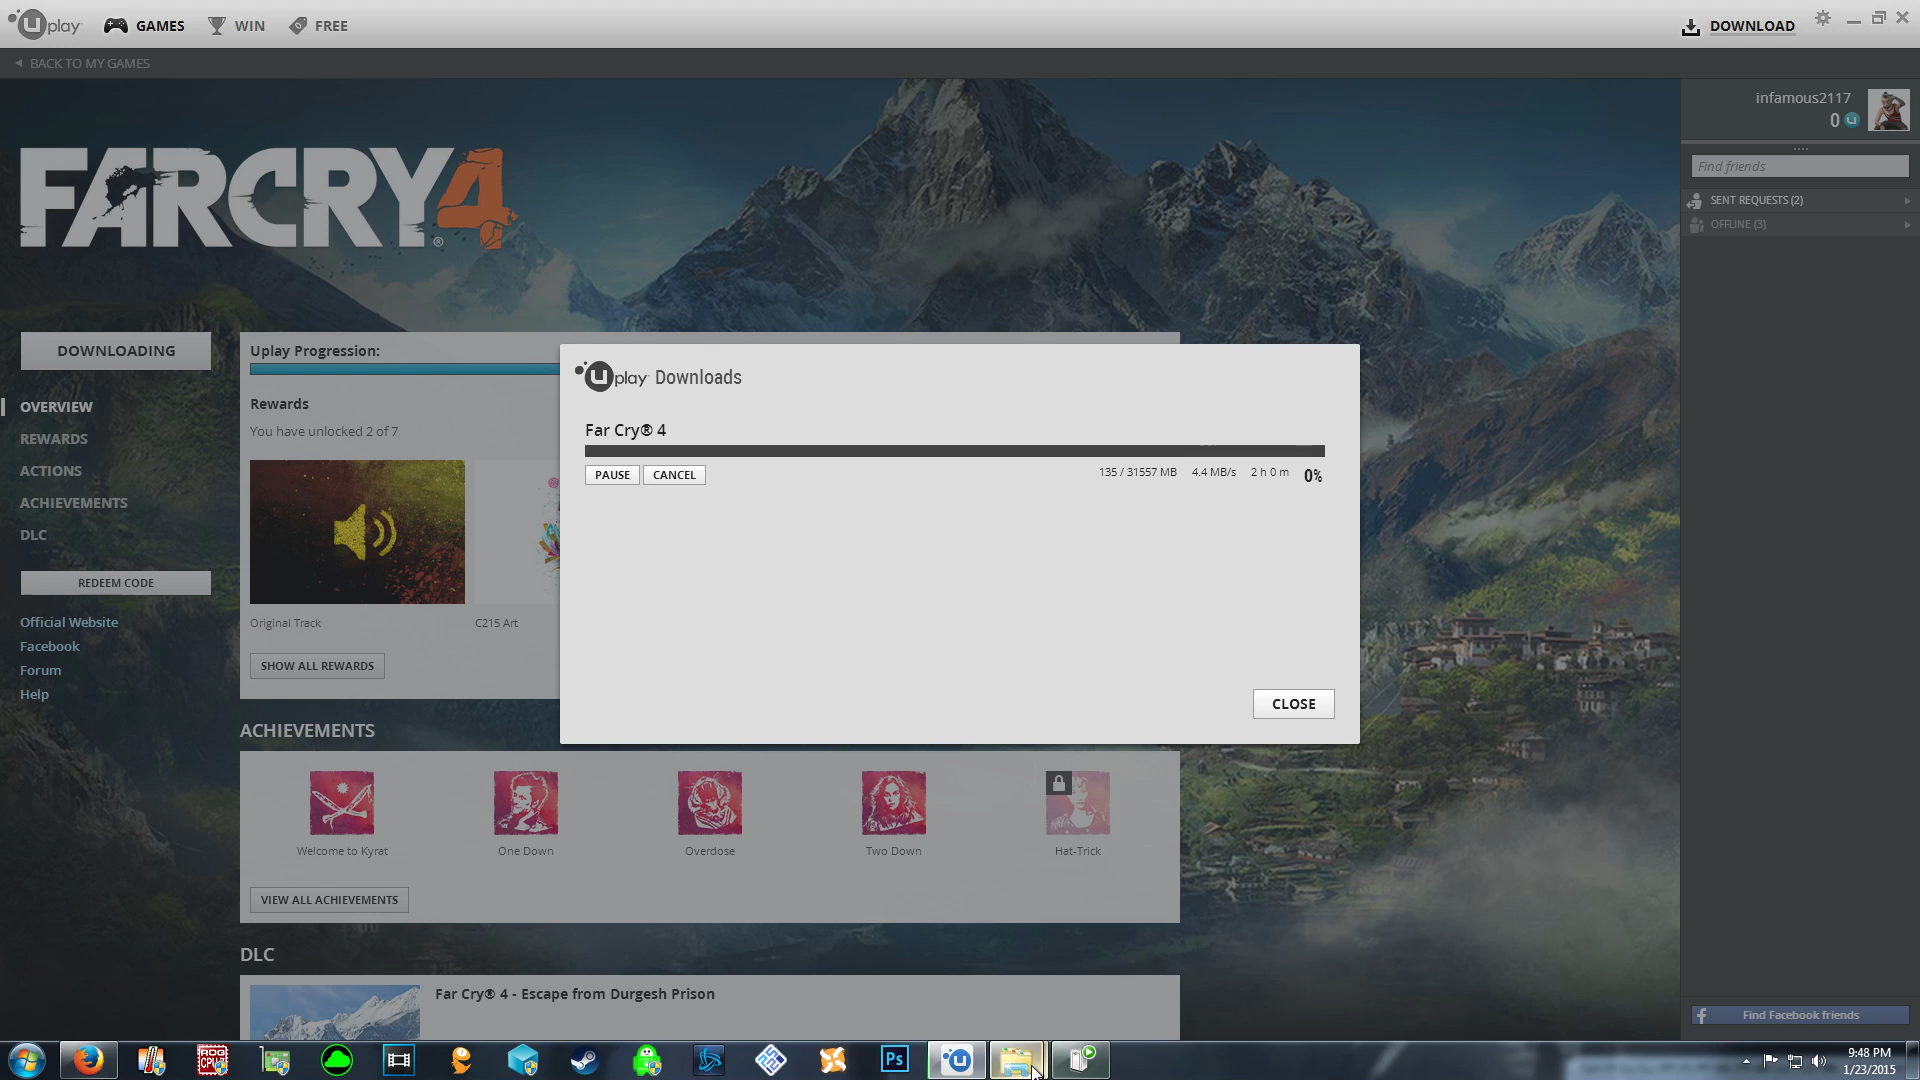 uplay GAMES WIN FREE DOWNLOAD
BACK TO MY GAMES
infamous2117
0
Find friends
SENT REQUESTS (2)
OFFLINE (3)
FARCRY4®
DOWNLOADING
OVERVIEW
REWARDS
ACTIONS
ACHIEVEMENTS
DLC
REDEEM CODE
Official Website
Facebook
Forum
Help
Uplay Progression:
Rewards
You have unlocked 2 of 7
Original Track
C215 Art
SHOW ALL REWARDS
uplay Downloads
Far Cry® 4
PAUSE CANCEL 135 / 31557 MB 4.4 MB/s 2 h 0 m 0%
CLOSE
ACHIEVEMENTS
Welcome to Kyrat
One Down
Overdose
Two Down
Hat-Trick
VIEW ALL ACHIEVEMENTS
DLC
Far Cry® 4 - Escape from Durgesh Prison
Find Facebook friends
ROG
CPU-Z
Ps
9:48 PM
1/23/2015